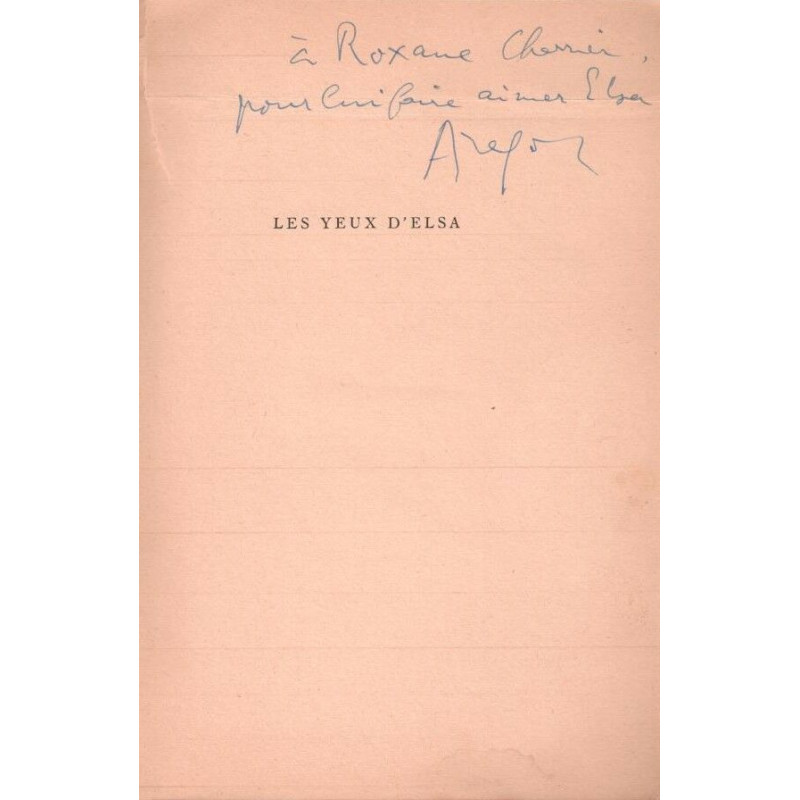 à Roxane Cherrier,
pour lui faire aimer Elsa
Aragon
LES YEUX D'ELSA